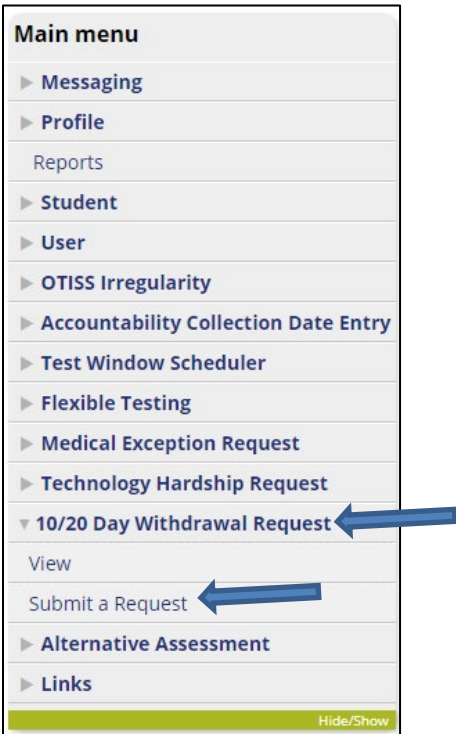 Main menu
Messaging
Profile
Reports
Student
User
OTISS Irregularity
Accountability Collection Date Entry
Test Window Scheduler
Flexible Testing
Medical Exception Request
Technology Hardship Request
10/20 Day Withdrawal Request
View
Submit a Request
Alternative Assessment
Links
Hide/Show